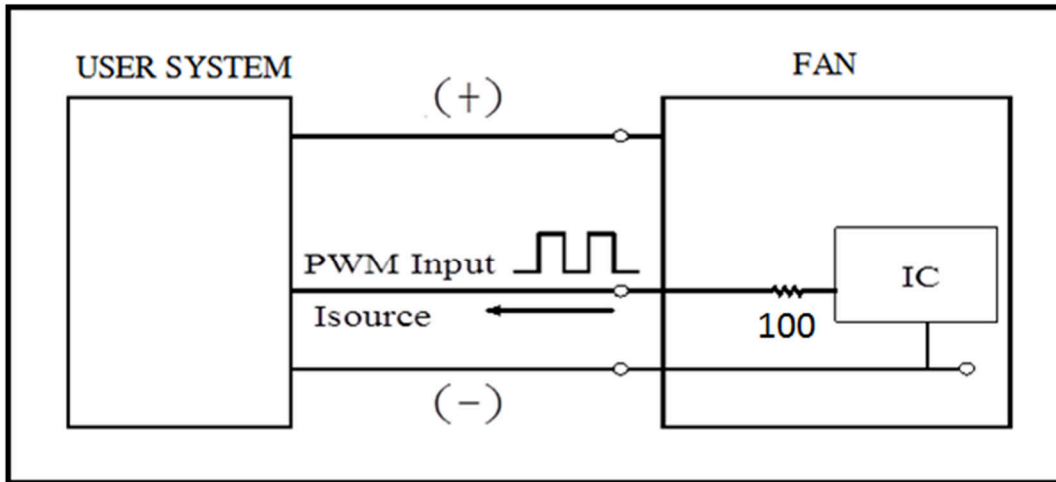 USER SYSTEM
FAN
(+)
PWM Input
Isource
IC
100
(-)